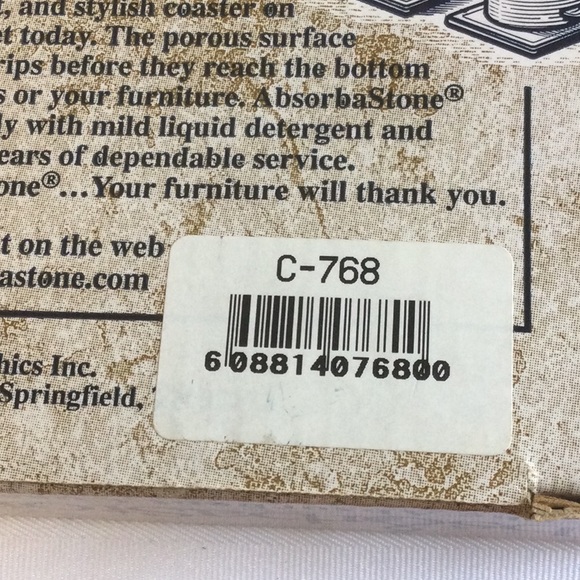 , and stylish coaster on
et today. The porous surface
rips before they reach the bottom
s or your furniture. AbsorbaStone®
ly with mild liquid detergent and
ears of dependable service.
one®...Your furniture will thank you.
t on the web
astone.com
C-768
608814076800
hics Inc.
Springfield,